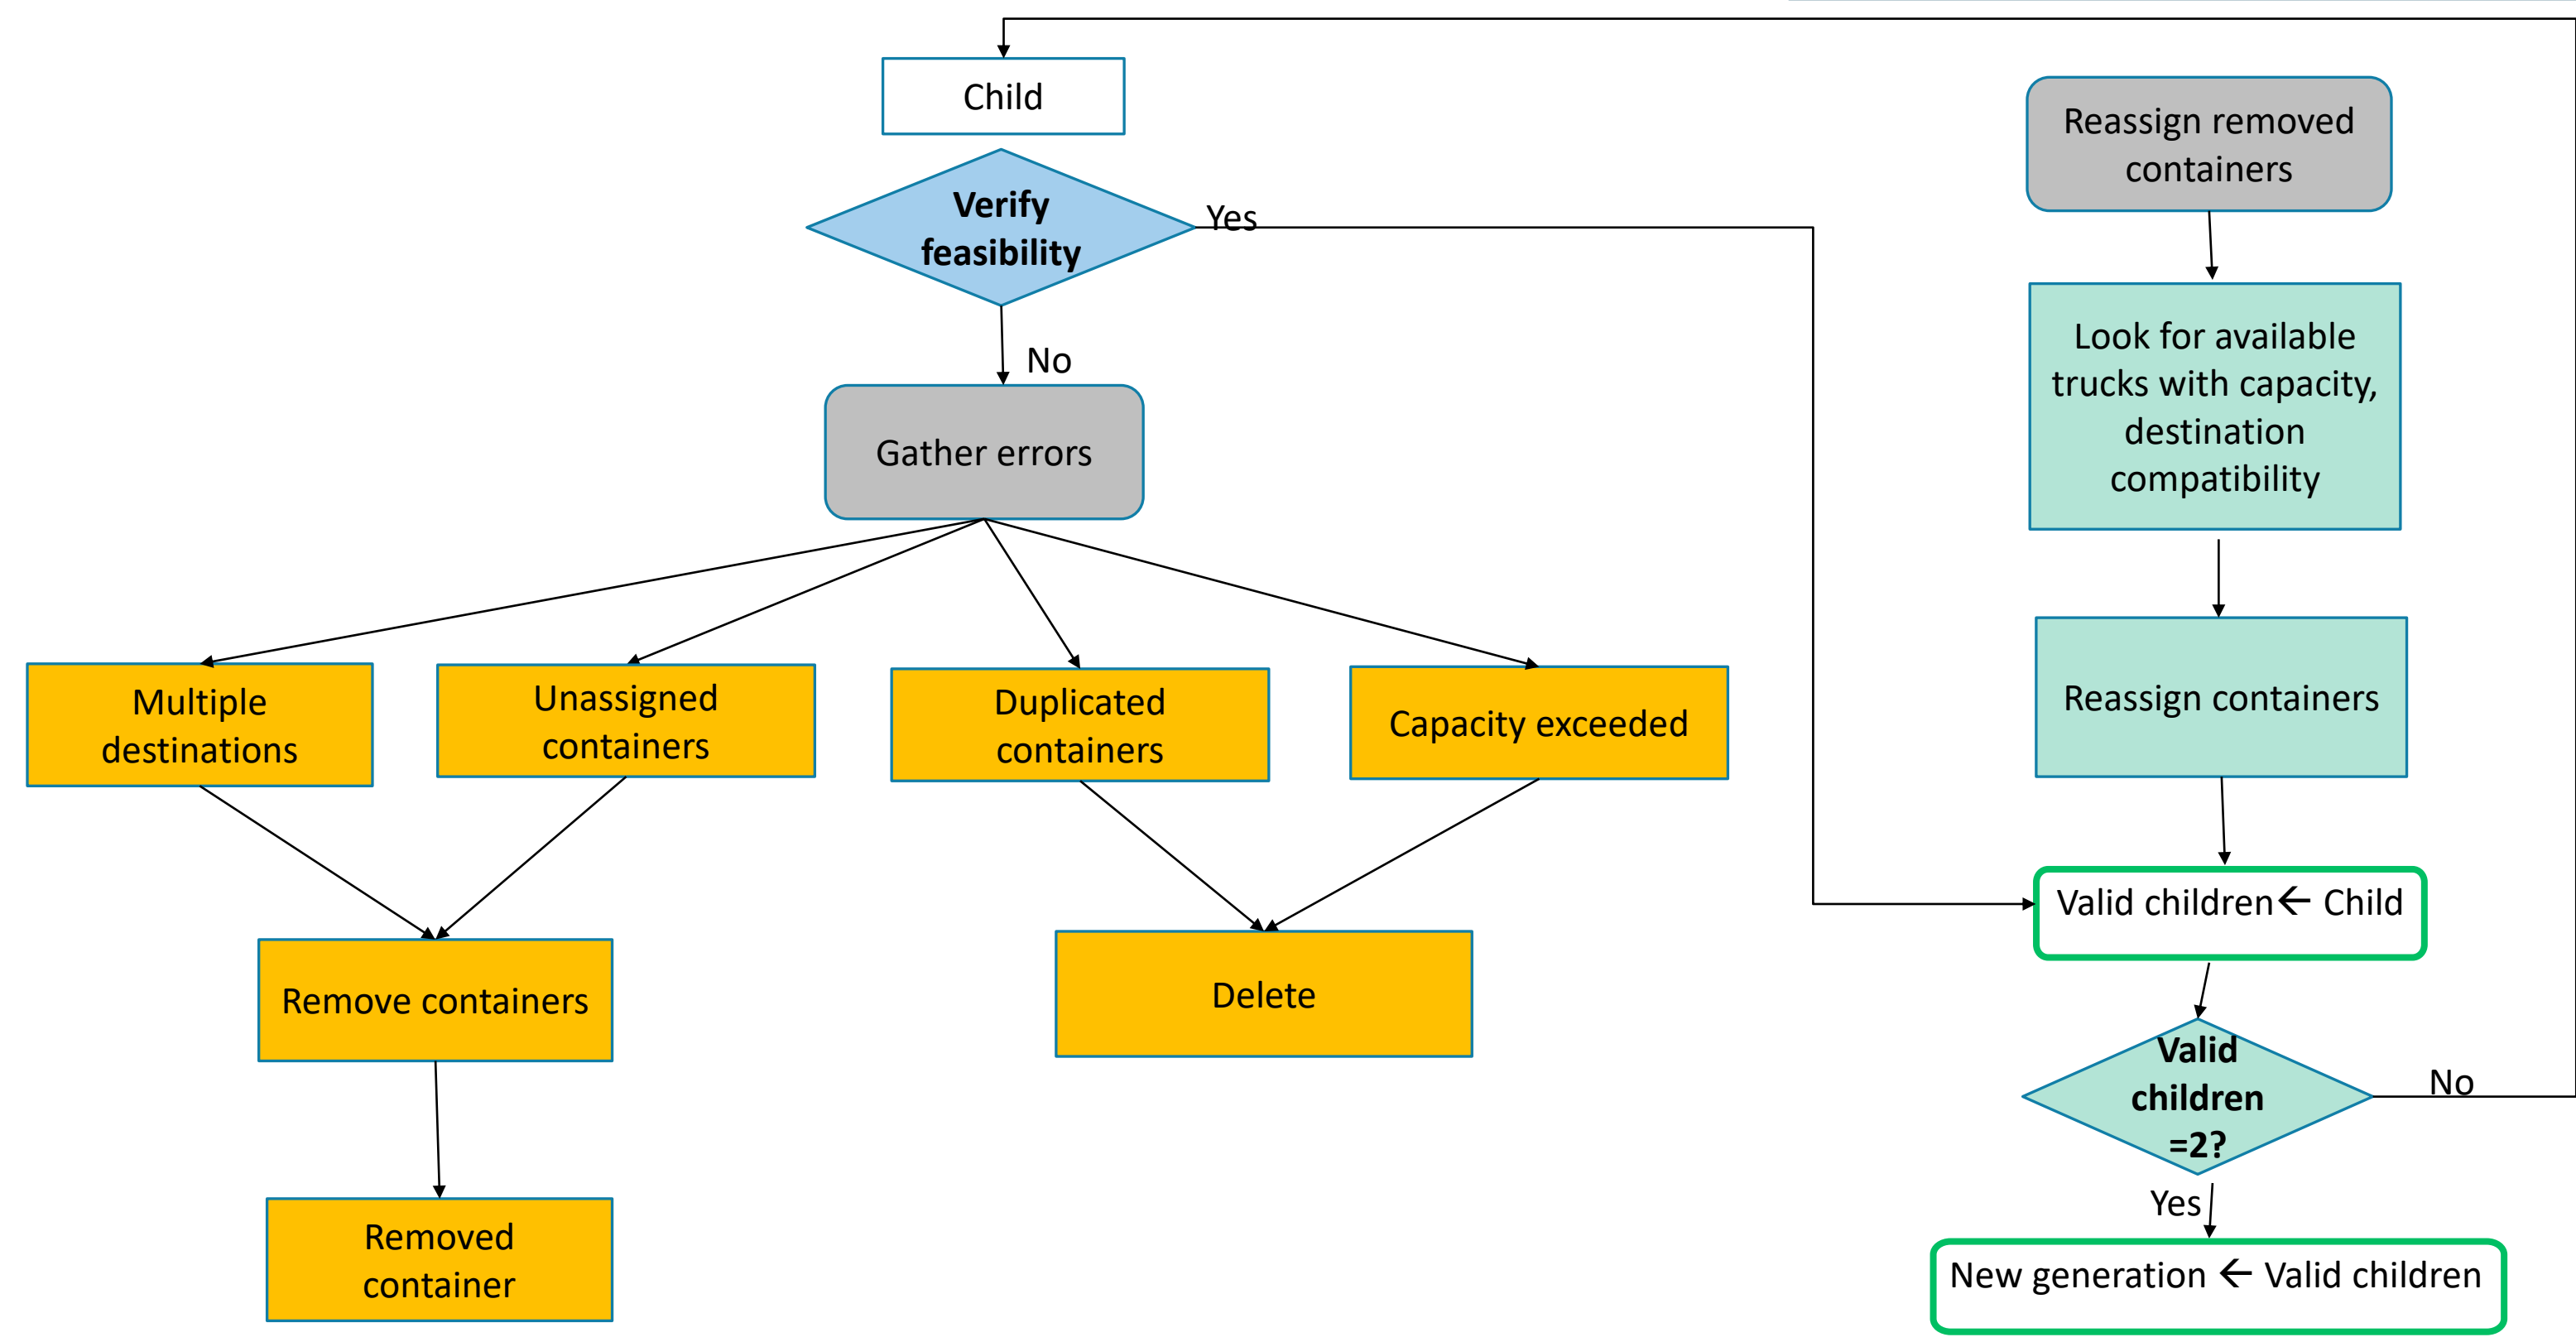 Child
Verify
feasibility
Yes
No
Gather errors
Multiple
destinations
Unassigned
containers
Duplicated
containers
Capacity exceeded
Remove containers
Delete
Removed
container
Reassign removed
containers
Look for available
trucks with capacity,
destination
compatibility
Reassign containers
Valid children← Child
Valid
children
=2?
No
Yes
New generation ← Valid children